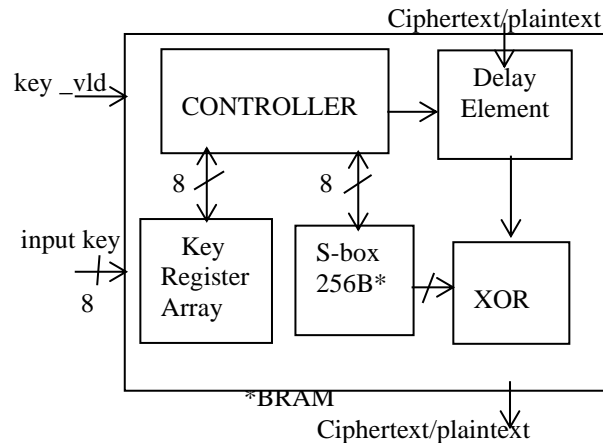 Ciphertext/plaintext
key _vld
CONTROLLER
Delay
Element
8
8
input key
8
Key
Register
Array
S-box
256B*
XOR
*BRAM
Ciphertext/plaintext